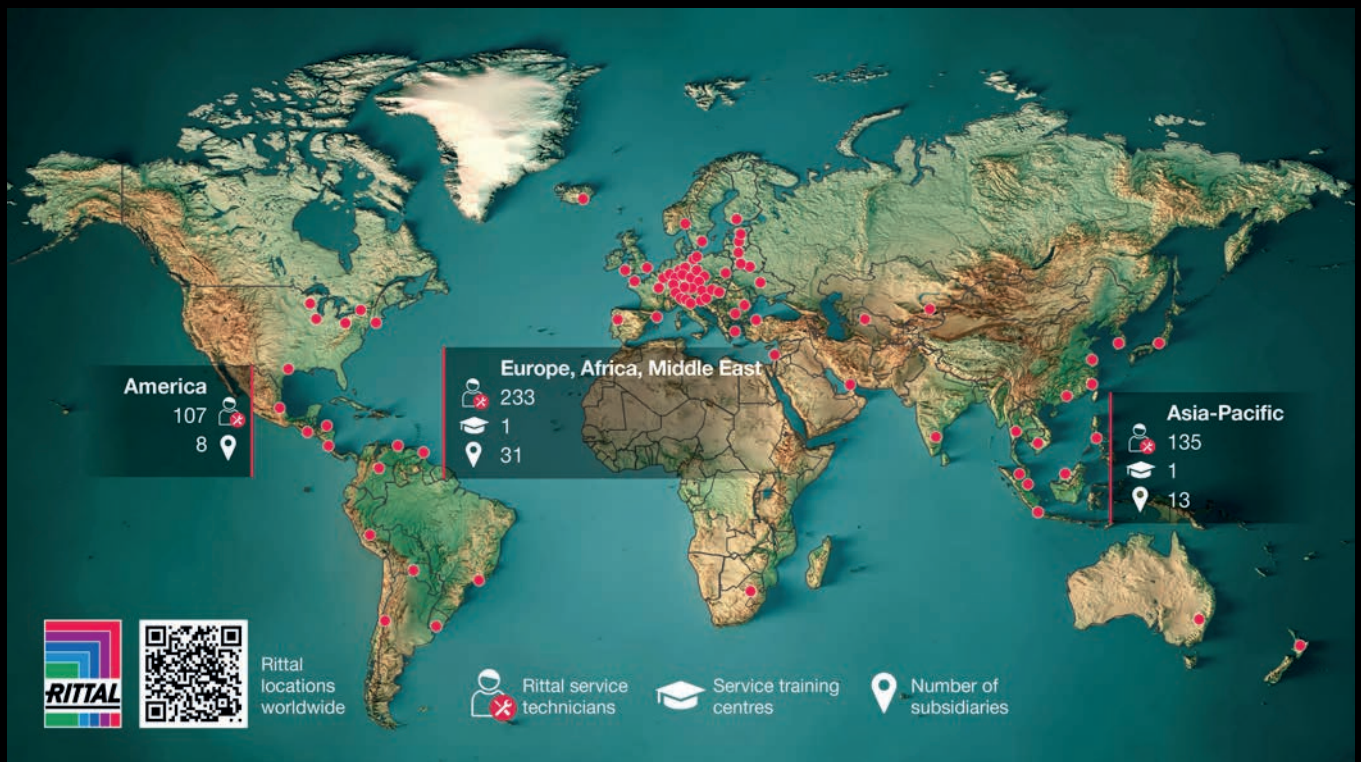 America
107
8
Europe, Africa, Middle East
233
1
31
Asia-Pacific
135
1
13
RITTAL
Rittal
locations
worldwide
Rittal service
technicians
Service training
centres
Number of
subsidiaries